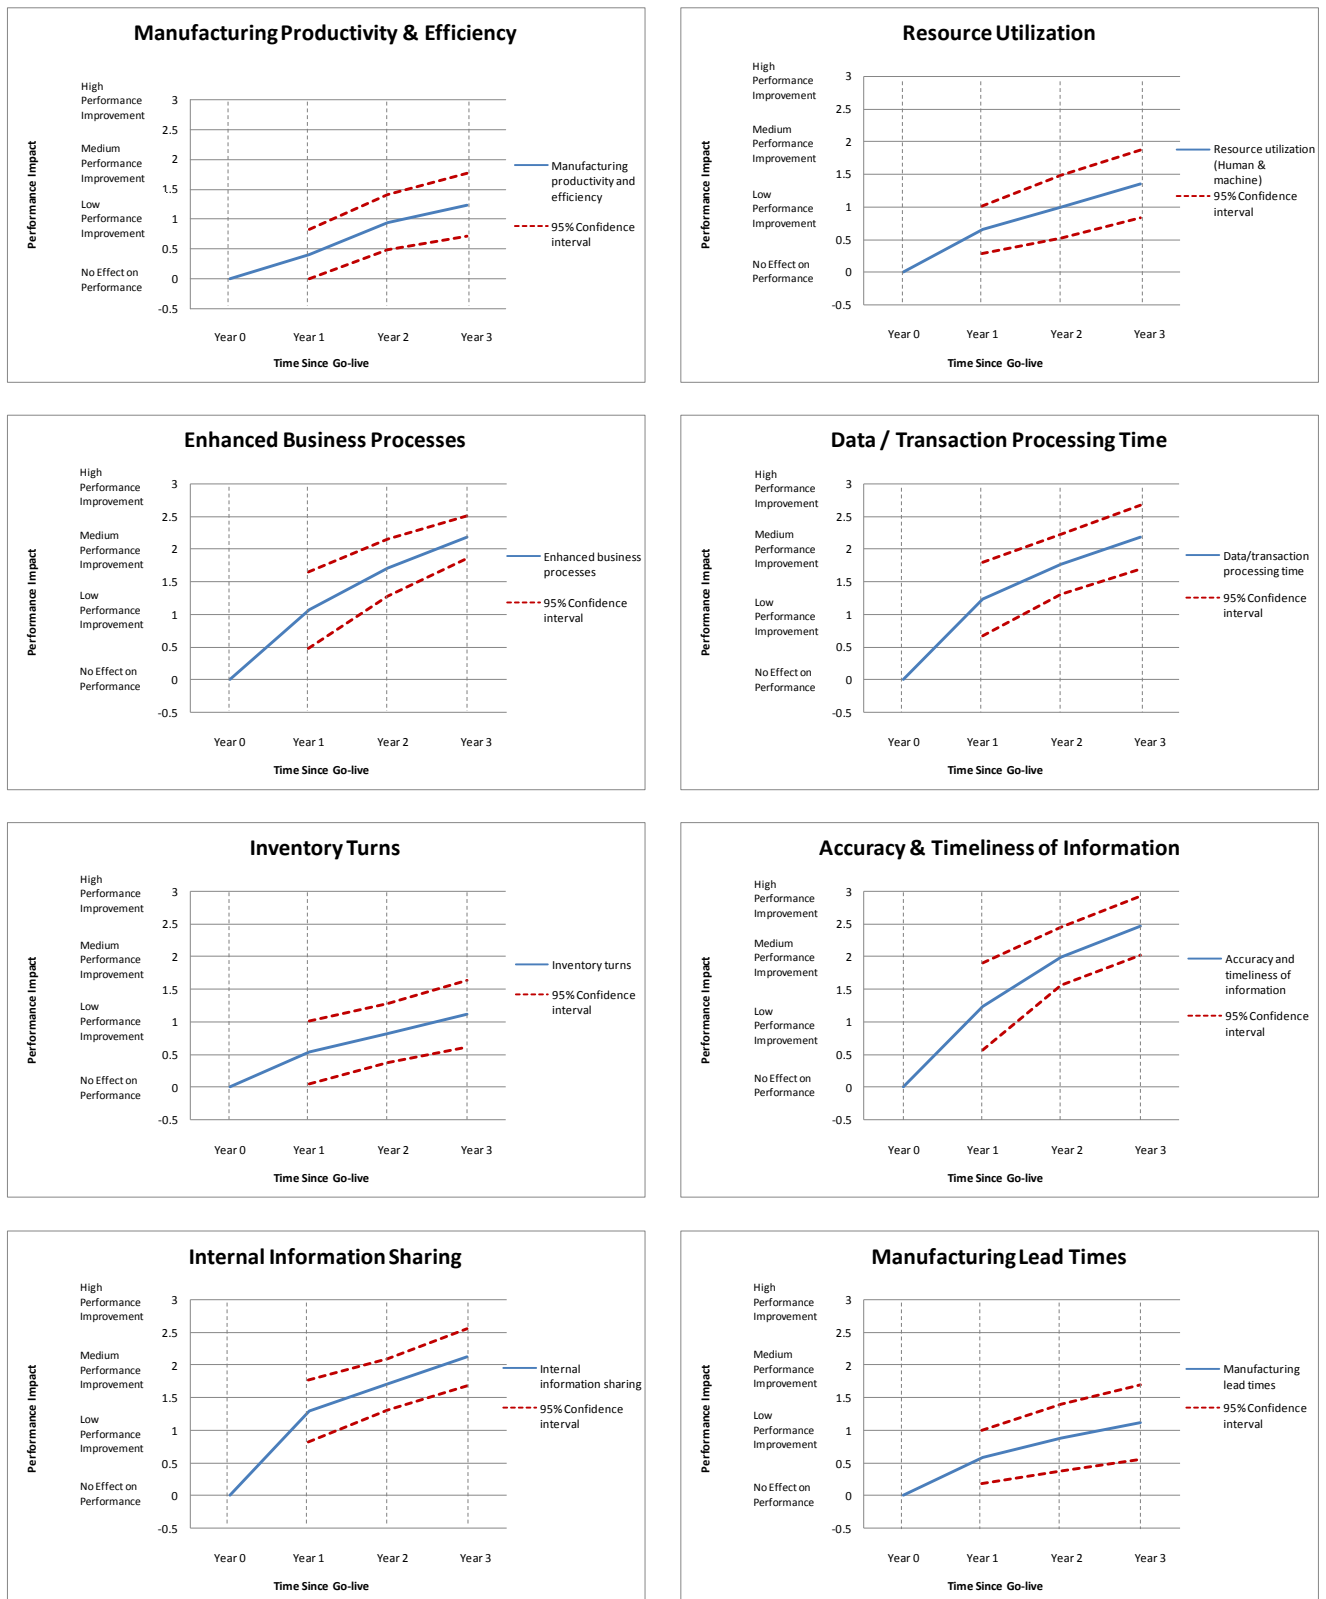 Manufacturing Productivity & Efficiency
High
Performance
Improvement
Medium
Performance
Improvement
Low
Performance
Improvement
No Effect on
Performance
Performance Impact
3
2.5
2
1.5
1
0.5
0
-0.5
Year 0
Year 1
Year 2
Year 3
Time Since Go-live
Manufacturing
productivity and
efficiency
95% Confidence
interval
Resource Utilization
High
Performance
Improvement
Medium
Performance
Improvement
Low
Performance
Improvement
No Effect on
Performance
Performance Impact
3
2.5
2
1.5
1
0.5
0
-0.5
Year 0
Year 1
Year 2
Year 3
Time Since Go-live
Resource utilization
(Human &
machine)
95% Confidence
interval
Enhanced Business Processes
High
Performance
Improvement
Medium
Performance
Improvement
Low
Performance
Improvement
No Effect on
Performance
Performance Impact
3
2.5
2
1.5
1
0.5
0
-0.5
Year 0
Year 1
Year 2
Year 3
Time Since Go-live
Enhanced business
processes
95% Confidence
interval
Data / Transaction Processing Time
High
Performance
Improvement
Medium
Performance
Improvement
Low
Performance
Improvement
No Effect on
Performance
Performance Impact
3
2.5
2
1.5
1
0.5
0
-0.5
Year 0
Year 1
Year 2
Year 3
Time Since Go-live
Data/transaction
processing time
95% Confidence
interval
Inventory Turns
High
Performance
Improvement
Medium
Performance
Improvement
Low
Performance
Improvement
No Effect on
Performance
Performance Impact
3
2.5
2
1.5
1
0.5
0
-0.5
Year 0
Year 1
Year 2
Year 3
Time Since Go-live
Inventory turns
95% Confidence
interval
Accuracy & Timeliness of Information
High
Performance
Improvement
Medium
Performance
Improvement
Low
Performance
Improvement
No Effect on
Performance
Performance Impact
3
2.5
2
1.5
1
0.5
0
-0.5
Year 0
Year 1
Year 2
Year 3
Time Since Go-live
Accuracy and
timeliness of
information
95% Confidence
interval
Internal Information Sharing
High
Performance
Improvement
Medium
Performance
Improvement
Low
Performance
Improvement
No Effect on
Performance
Performance Impact
3
2.5
2
1.5
1
0.5
0
-0.5
Year 0
Year 1
Year 2
Year 3
Time Since Go-live
Internal
information sharing
95% Confidence
interval
Manufacturing Lead Times
High
Performance
Improvement
Medium
Performance
Improvement
Low
Performance
Improvement
No Effect on
Performance
Performance Impact
3
2.5
2
1.5
1
0.5
0
-0.5
Year 0
Year 1
Year 2
Year 3
Time Since Go-live
Manufacturing
lead times
95% Confidence
interval